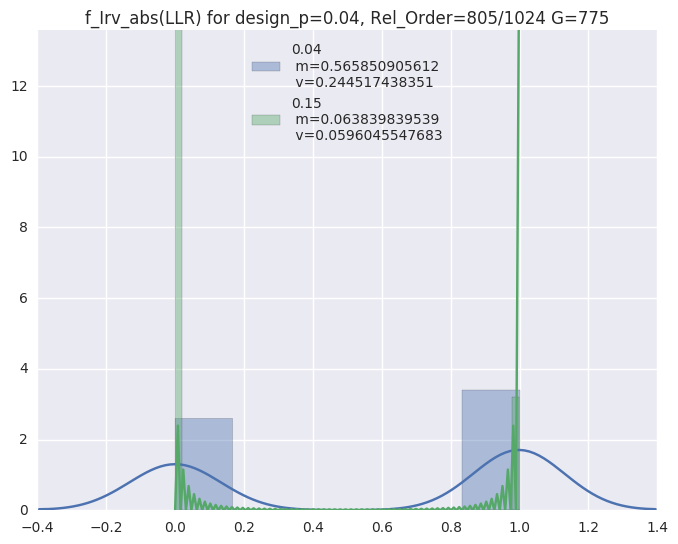 f_Irv_abs(LLR) for design_p=0.04, Rel_Order=805/1024 G=775
0.04
m=0.565850905612
v=0.244517438351
0.15
m=0.063839839539
v=0.0596045547683
12
10
8
6
4
2
0
−0.4 −0.2 0.0 0.2 0.4 0.6 0.8 1.0 1.2 1.4